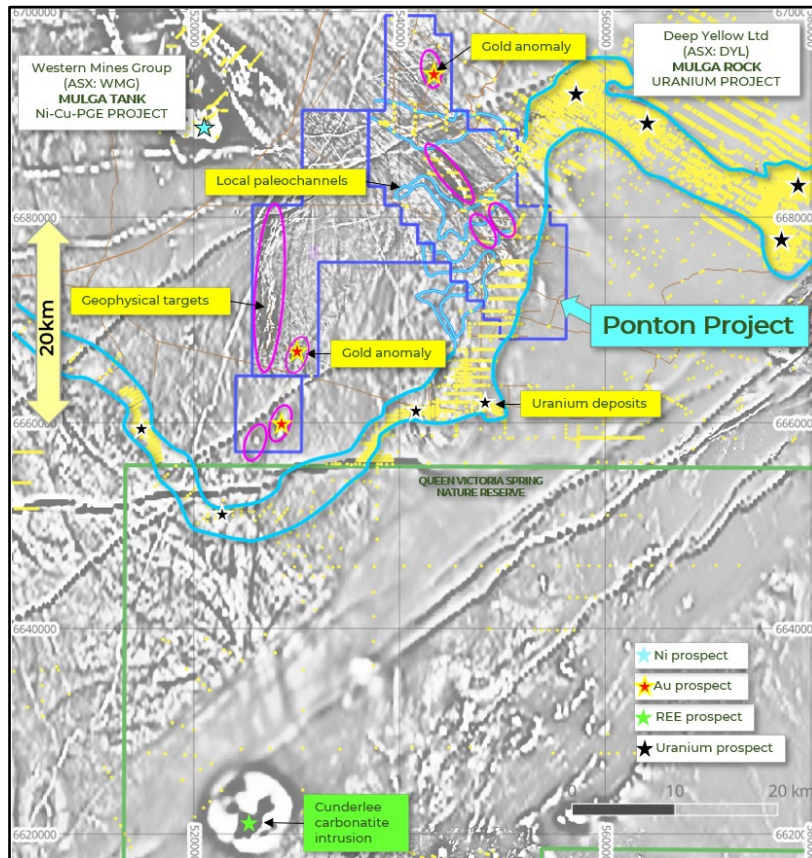 6700000
520000
540000
560000
6700000
Western Mines Group
(ASX: WMG)
MULGA TANK
Ni-Cu-PGE PROJECT
Gold anomaly
Deep Yellow Ltd
(ASX: DYL)
MULGA ROCK
URANIUM PROJECT
Local paleochannels
6680000
6680000
20km
Geophysical targets
Ponton Project
Gold anomaly
Uranium deposits
6660000
6660000
QUEEN VICTORIA SPRING
NATURE RESERVE
6640000
6640000
Ni prospect
Au prospect
REE prospect
Uranium prospect
0
10
20 km
Cunderlee
carbonatite
intrusion
6620000
520000
540000
560000